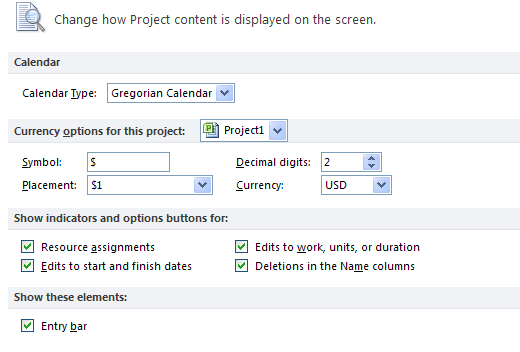 Change how Project content is displayed on the screen.
Calendar
Calendar Type: Gregorian Calendar
Currency options for this project: Project1
Symbol: $ Decimal digits: 2
Placement: $1 Currency: USD
Show indicators and options buttons for:
Resource assignments Edits to work, units, or duration
Edits to start and finish dates Deletions in the Name columns
Show these elements:
Entry bar